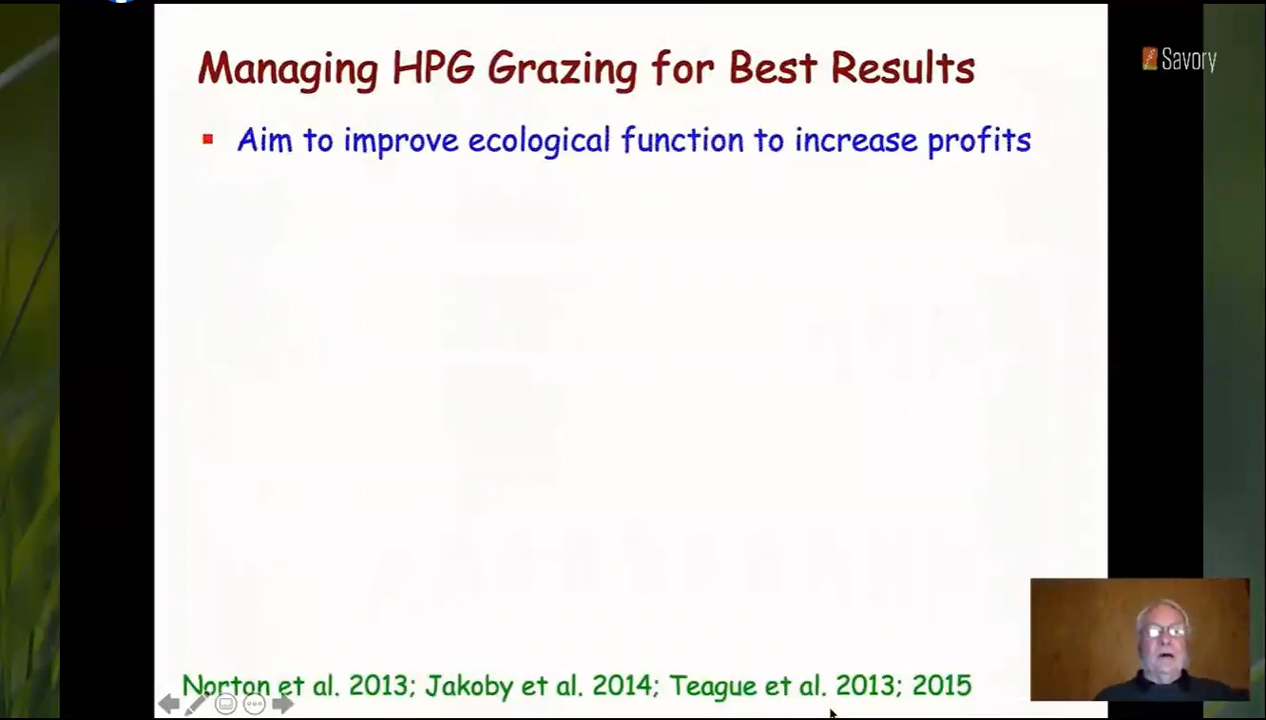 Managing HPG Grazing for Best Results
Savory
Aim to improve ecological function to increase profits
Norton et al. 2013; Jakoby et al. 2014; Teague et al. 2013; 2015